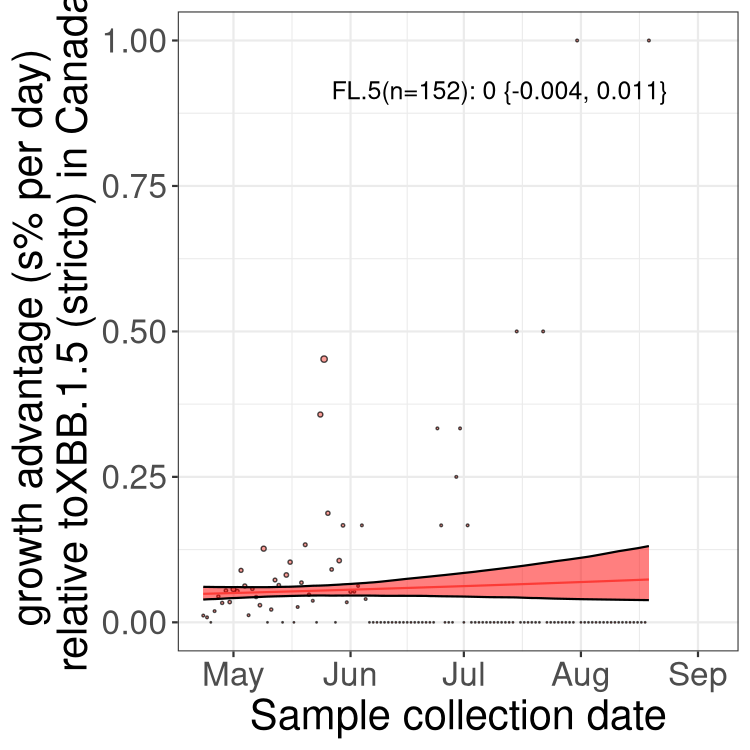 growth advantage (s% per day)
relative toXBB.1.5 (stricto) in Canada
1.00
0.75
0.50
0.25
0.00
FL.5(n=152): 0 {-0.004, 0.011}
May Jun Jul Aug Sep
Sample collection date